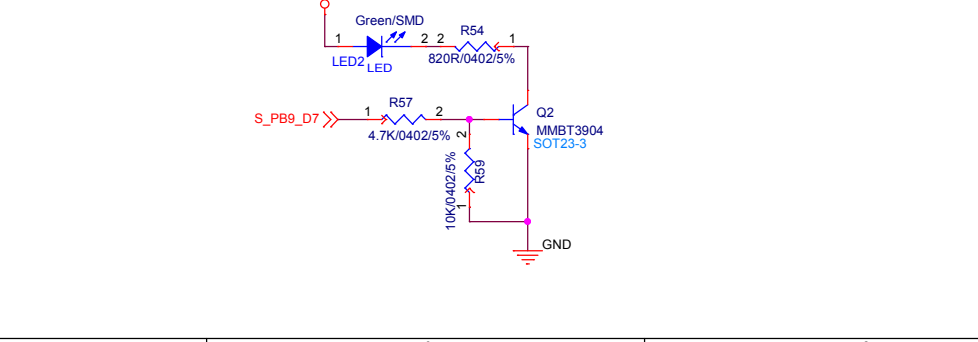 Green/SMD
R54
1
2 2
1
LED2
LED
820R/0402/5%
R57
S_PB9_D7
1
2
4.7K/0402/5%
Q2
MMBT3904
SOT23-3
2
R59
10K/0402/5%
1
GND